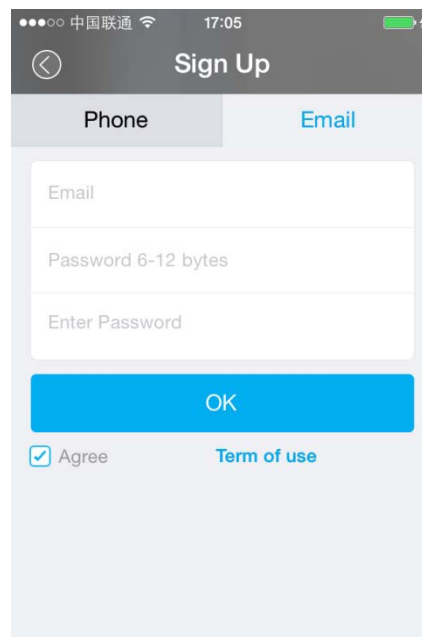 中国联通 17:05
Sign Up
Phone Email
Email
Password 6-12 bytes
Enter Password
OK
Agree Term of use